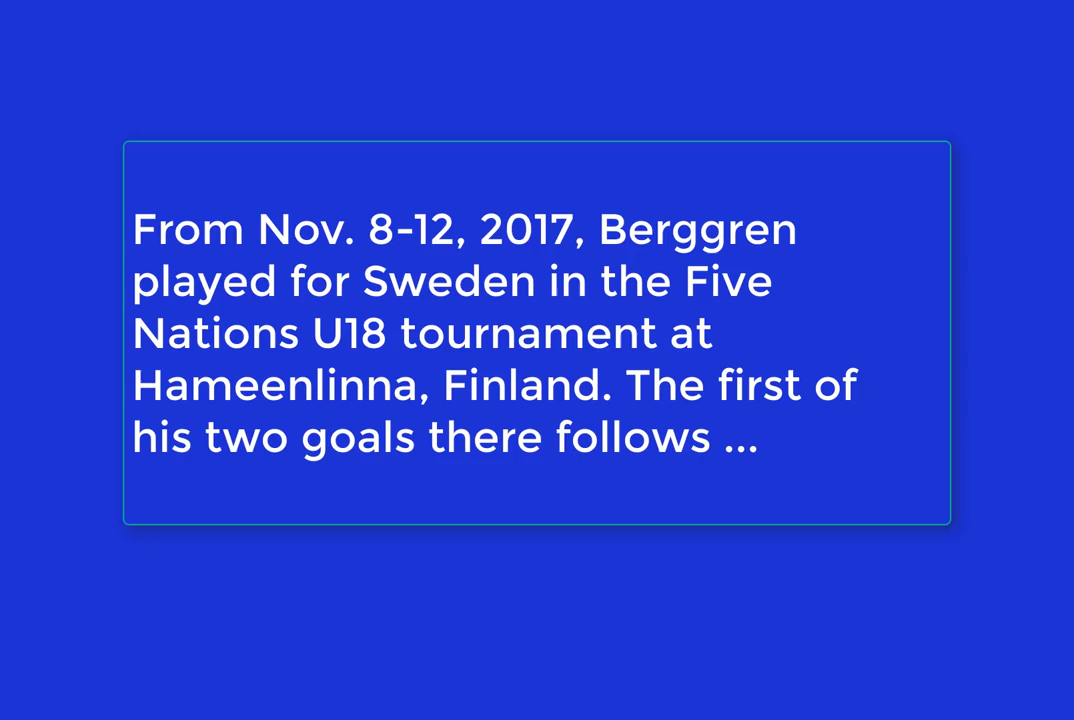 From Nov. 8-12, 2017, Berggren
played for Sweden in the Five
Nations U18 tournament at
Hameenlinna, Finland. The first of
his two goals there follows ...